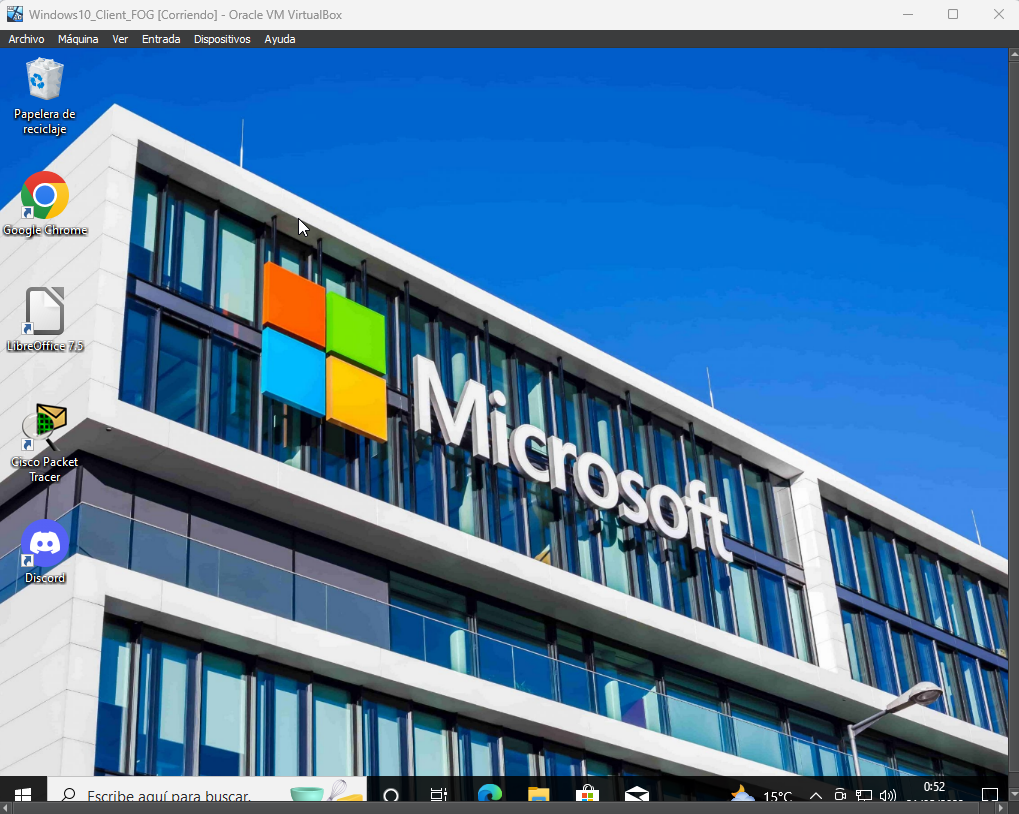 Windows10_Client_FOG [Corriendo] - Oracle VM VirtualBox
Archivo Máquina Ver Entrada Dispositivos Ayuda
Papelera de
reciclaje
Google Chrome
LibreOffice 7.5
Cisco Packet
Tracer
Discord
Microsoft
Escribe aquí para buscar.
15°C
0:52